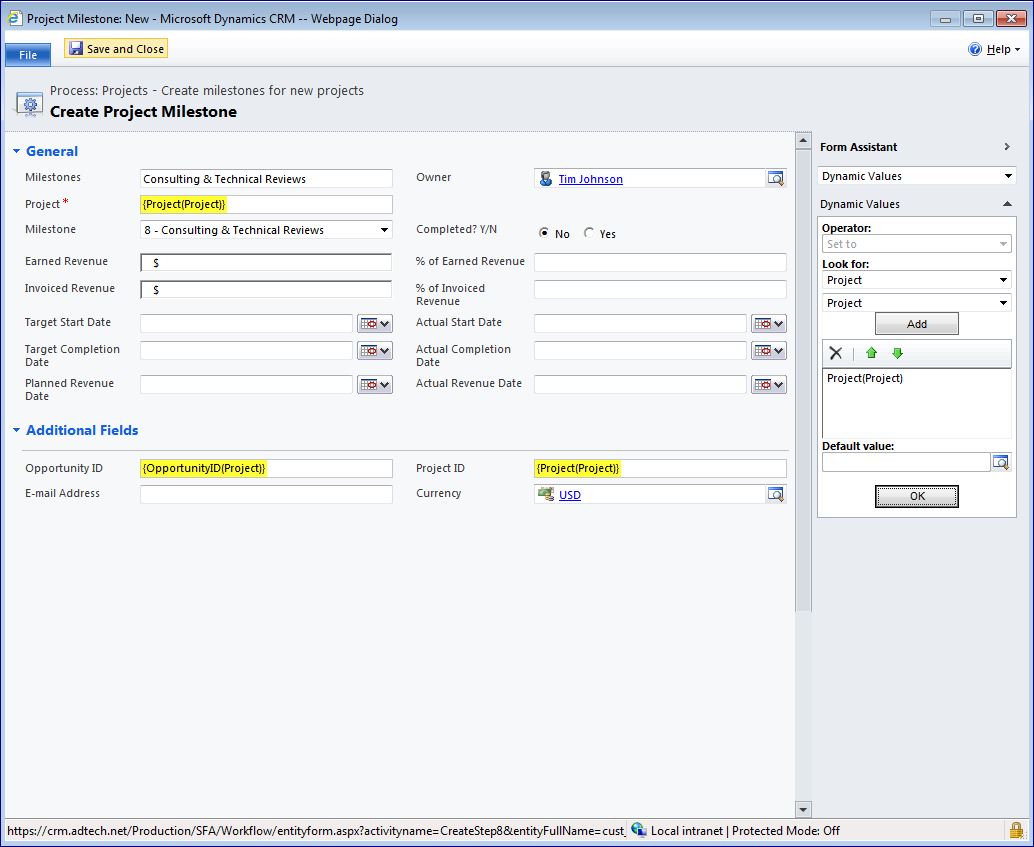 Project Milestone: New - Microsoft Dynamics CRM -- Webpage Dialog
File
Save and Close
Help
Process: Projects - Create milestones for new projects
Create Project Milestone
General
Milestones
Consulting & Technical Reviews
Owner
Tim Johnson
Project *
{Project(Project)}
Milestone
8 - Consulting & Technical Reviews
Completed? Y/N
No
Yes
Earned Revenue
$
% of Earned Revenue
Invoiced Revenue
$
% of Invoiced
Revenue
Target Start Date
Actual Start Date
Target Completion
Date
Actual Completion
Date
Planned Revenue
Date
Actual Revenue Date
Additional Fields
Opportunity ID
{OpportunityID(Project)}
Project ID
{Project(Project)}
E-mail Address
Currency
USD
Form Assistant
Dynamic Values
Dynamic Values
Operator:
Set to
Look for:
Project
Project
Add
Project(Project)
Default value:
OK
https://crm.adtech.net/Production/SFA/Workflow/entityform.aspx?activityname=CreateStep8&entityFullName=cust_
Local intranet | Protected Mode: Off